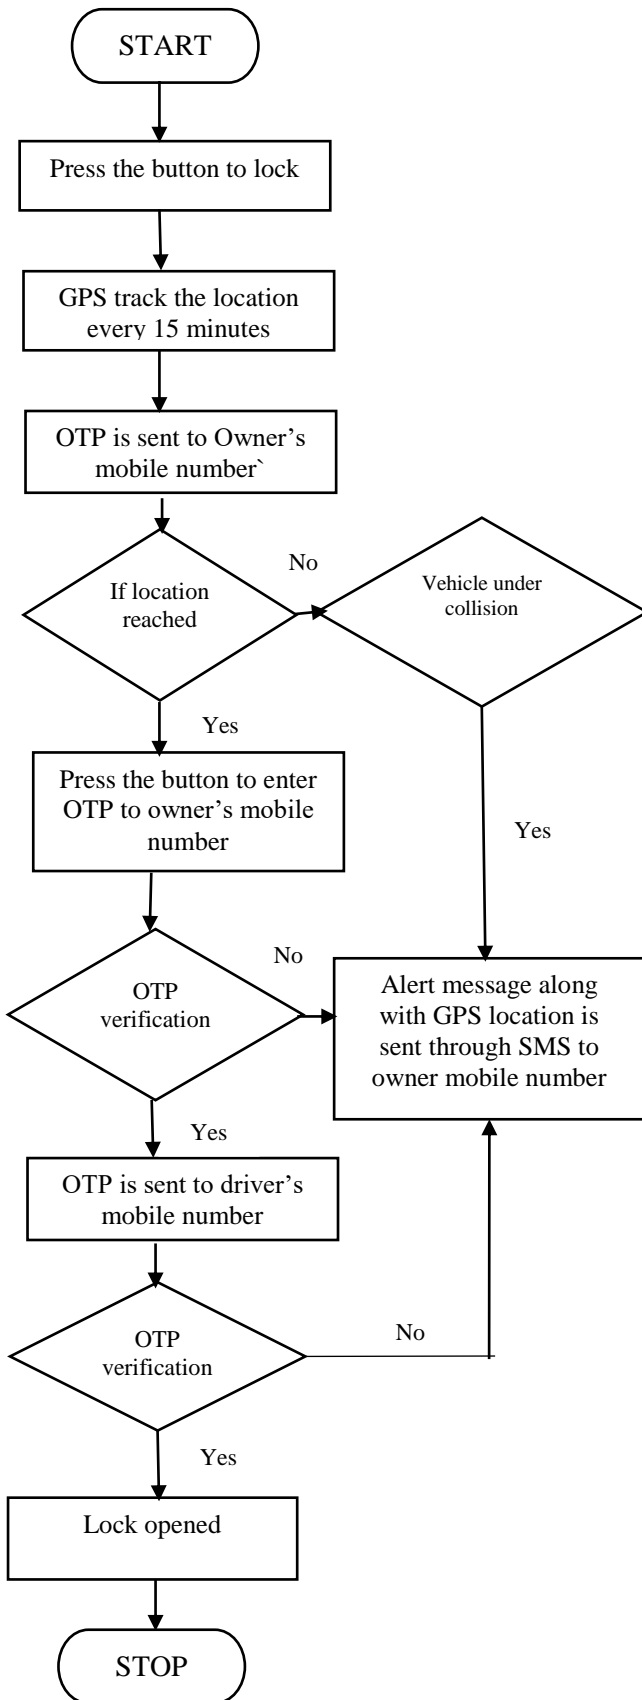 START
Press the button to lock
GPS track the location
every 15 minutes
OTP is sent to Owner’s
mobile number`
If location
reached
No
Vehicle under
collision
Yes
Press the button to enter
OTP to owner’s mobile
number
Yes
OTP
verification
No
Alert message along
with GPS location is
sent through SMS to
owner mobile number
Yes
OTP is sent to driver’s
mobile number
OTP
verification
No
Yes
Lock opened
STOP